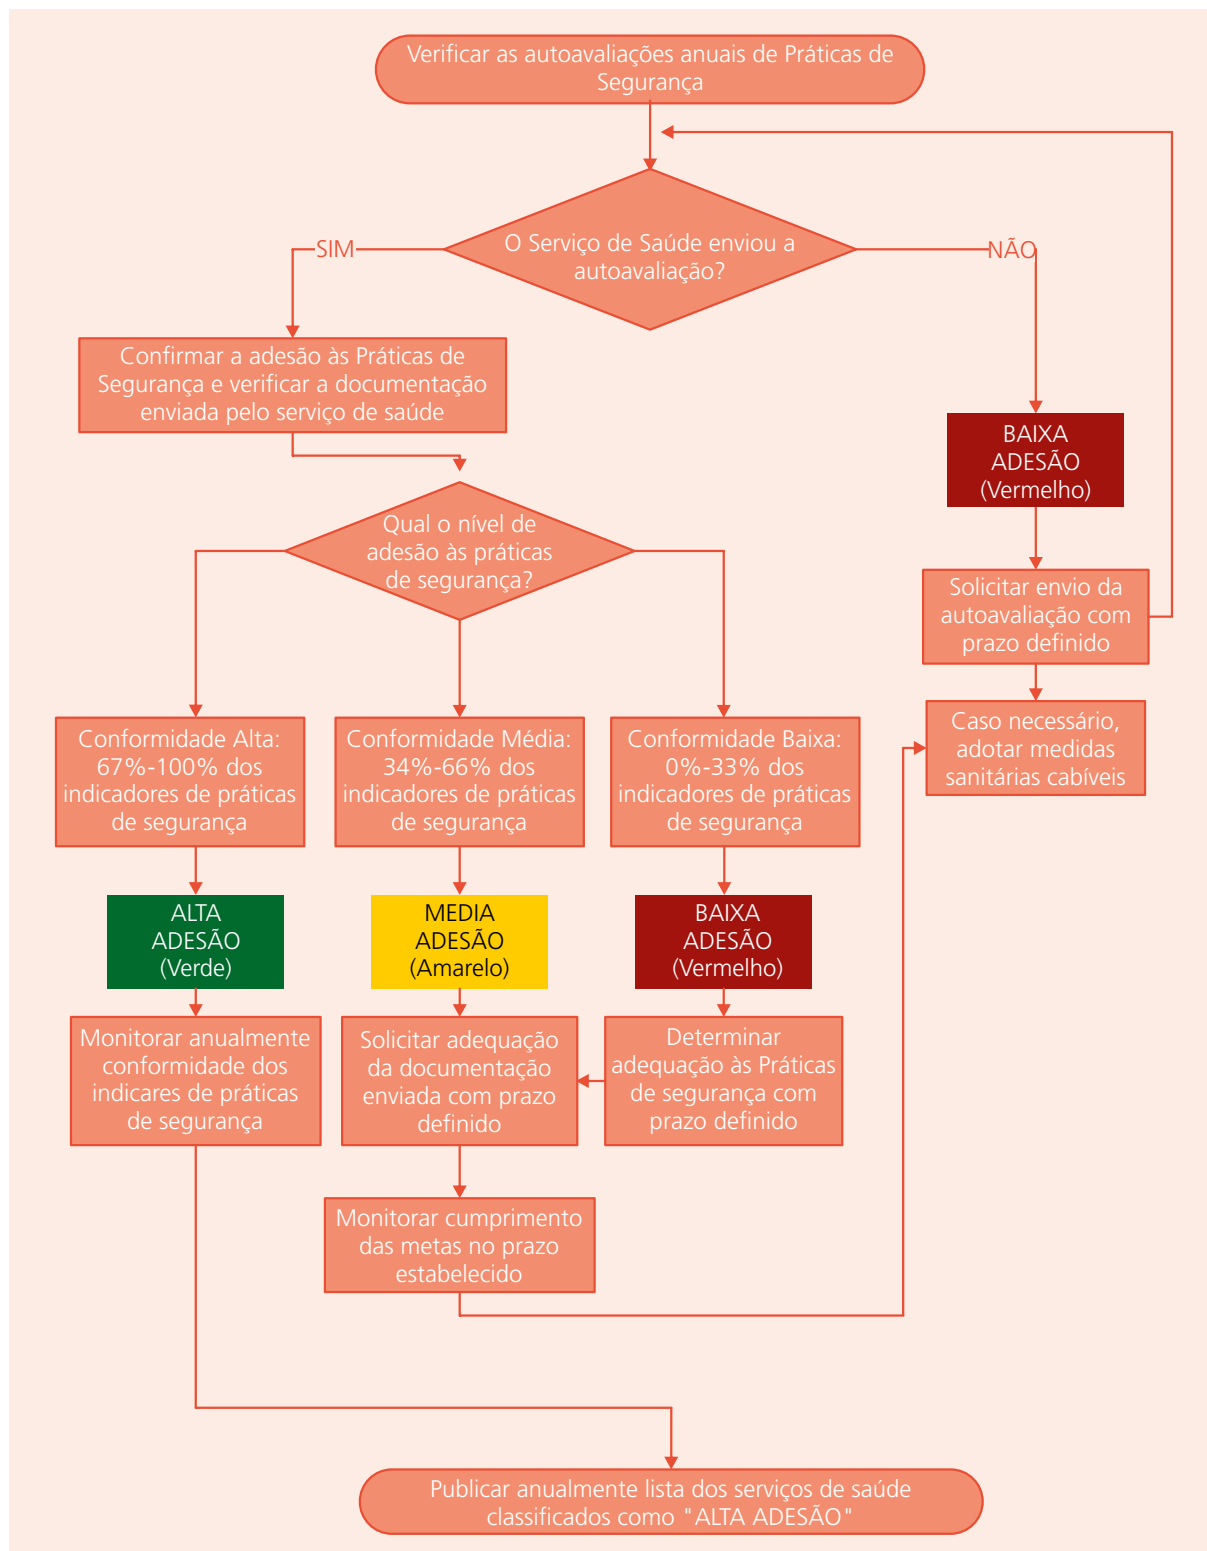 Verificar as autoavaliações anuais de Práticas de
Segurança
O Serviço de Saúde enviou a
autoavaliação?
SIM
NÃO
Confirmar a adesão às Práticas de
Segurança e verificar a documentação
enviada pelo serviço de saúde
BAIXA
ADESÃO
(Vermelho)
Qual o nível de
adesão às práticas
de segurança?
Solicitar envio da
autoavaliação com
prazo definido
Caso necessário,
adotar medidas
sanitárias cabíveis
Conformidade Alta:
67%-100% dos
indicadores de práticas
de segurança
Conformidade Média:
34%-66% dos
indicadores de práticas
de segurança
Conformidade Baixa:
0%-33% dos
indicadores de práticas
de segurança
ALTA
ADESÃO
(Verde)
MEDIA
ADESÃO
(Amarelo)
BAIXA
ADESÃO
(Vermelho)
Monitorar anualmente
conformidade dos
indicares de práticas
de segurança
Solicitar adequação
da documentação
enviada com prazo
definido
Determinar
adequação às Práticas
de segurança com
prazo definido
Monitorar cumprimento
das metas no prazo
estabelecido
Publicar anualmente lista dos serviços de saúde
classificados como "ALTA ADESÃO"